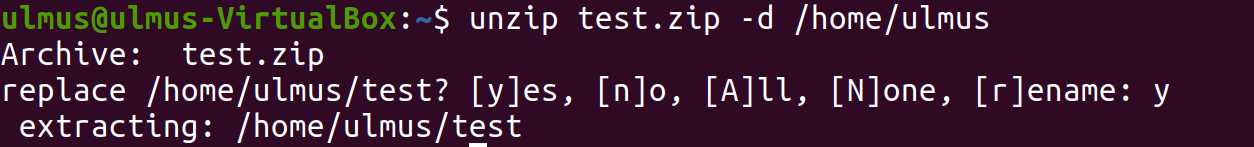 ulmus@ulmus-VirtualBox:~$ unzip test.zip -d /home/ulmus
Archive:  test.zip
replace /home/ulmus/test? [y]es, [n]o, [A]ll, [N]one, [r]ename: y
 extracting: /home/ulmus/test